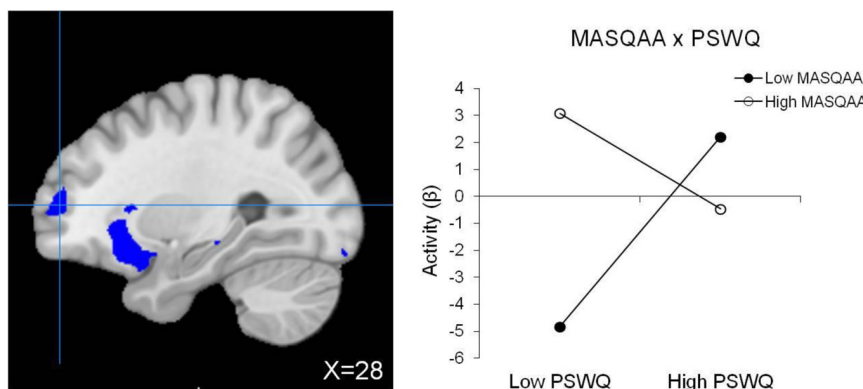 X=28
MASQAA x PSWQ
Low MASQAA
High MASQAA
Activity (β)
4
3
2
1
0
-1
-2
-3
-4
-5
-6
Low PSWQ
High PSWQ